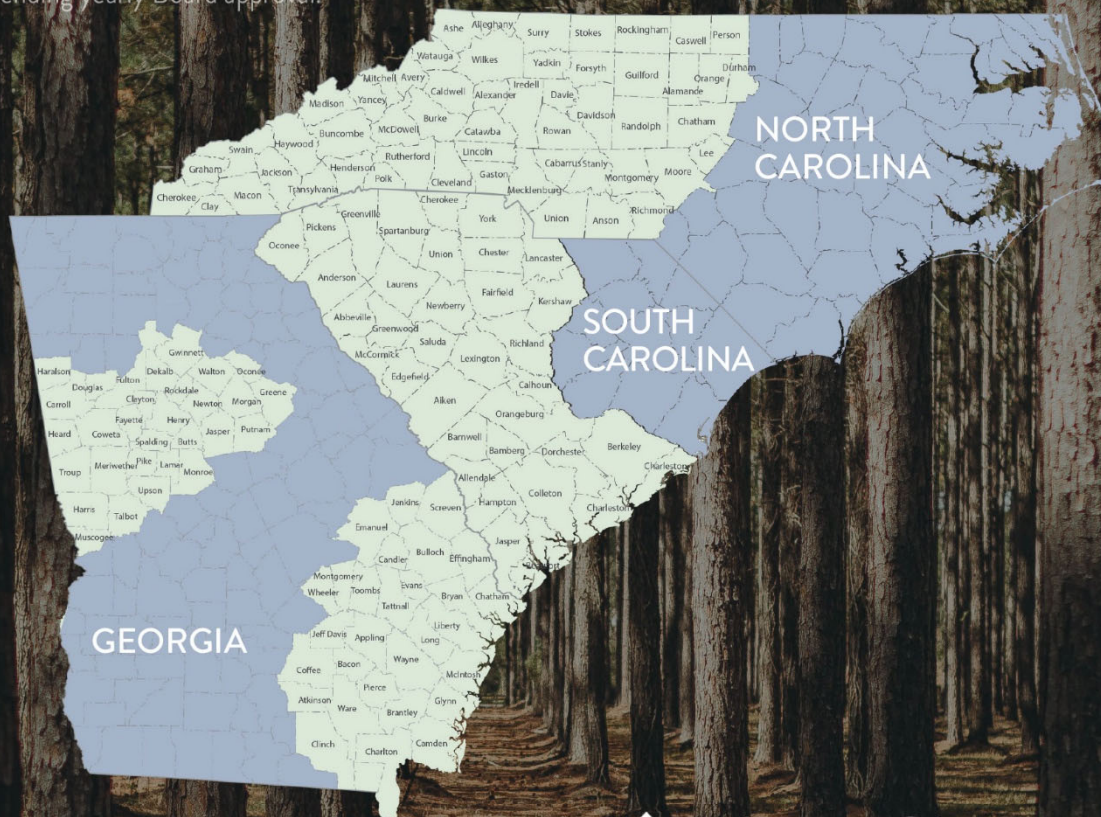 ending yearly Board approval.
Ashe Alleghany Surry Stokes Rockingham Caswell Person
Watauga Wilkes Yadkin Forsyth Guilford Orange Durham
Mitchell Avery Caldwell Alexander Iredell Davie Alamande
Madison Yancey Burke Davidson Randolph Chatham
Buncombe McDowell Catawba Rowan
Swain Haywood Rutherford Lincoln Cabarrus Stanly Lee
Graham Jackson Henderson Gaston Montgomery Moore
Cherokee Clay Macon Transylvania Polk Cleveland Mecklenburg
Union Anson Richmond
NORTH
CAROLINA
Cherokee
Greenville York
Pickens Spartanburg
Oconee Union Chester Lancaster
Anderson Laurens Fairfield Kershaw
Abbeville Newberry
Greenwood Saluda Richland
McCormick Lexington
Edgefield Calhoun
Aiken Orangeburg
Barnwell Bamberg Dorchester Berkeley
Charleston
Allendale
Hampton Colleton Charleston
Jasper
Beaufort
SOUTH
CAROLINA
Gwinnett
Haralson Fulton Dekalb Walton Oconee
Douglas Rockdale Greene
Carroll Clayton Newton Morgan
Fayette Henry
Heard Coweta Spalding Butts Jasper Putnam
Troup Meriwether Pike Lamar Monroe
Upson
Harris Talbot
Muscogee
Jenkins Screven
Emanuel
Candler Bulloch Effingham
Montgomery
Wheeler Toombs Evans Bryan Chatham
Tattnall
Liberty
Jeff Davis Appling Long
Coffee Bacon Wayne
McIntosh
Atkinson Ware Pierce Brantley Glynn
Clinch Charlton Camden
GEORGIA